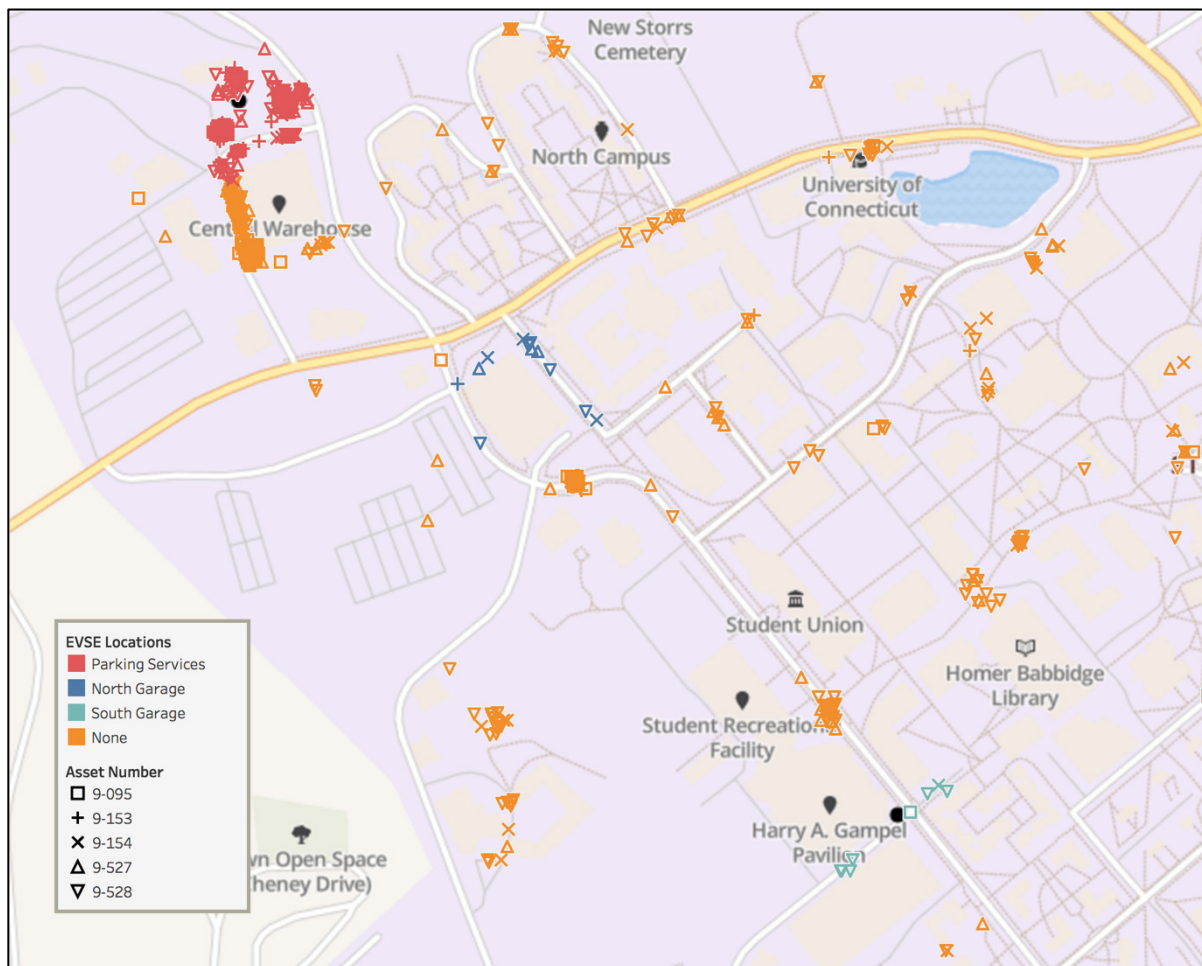 New Storrs
Cemetery
North Campus
University of
Connecticut
Central Warehouse
Student Union
Homer Babbidge
Library
Student Recreation
Facility
Harry A. Gampel
Pavilion
wn Open Space
heney Drive)
EVSE Locations
Parking Services
North Garage
South Garage
None
Asset Number
9-095
9-153
9-154
9-527
9-528